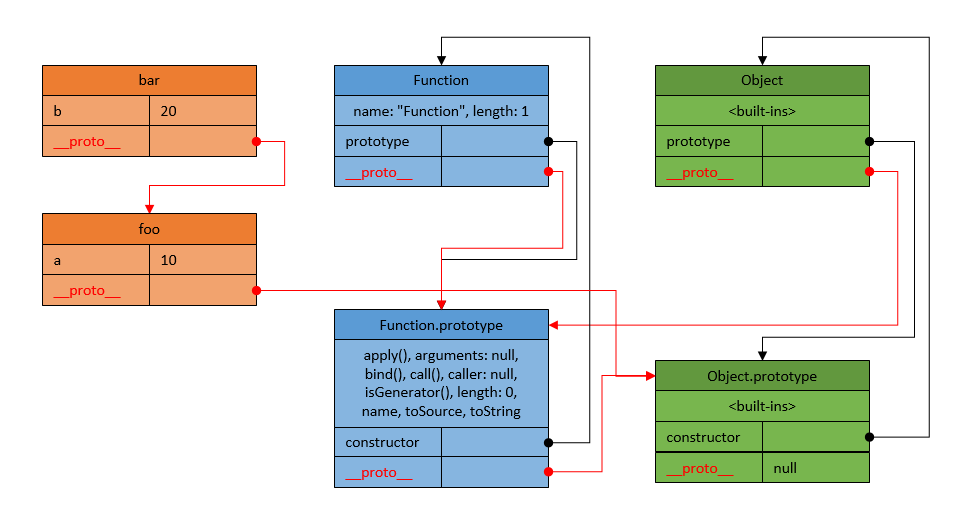 bar
b 20
__proto__
foo
a 10
__proto__
Function
name: "Function", length: 1
prototype
__proto__
Function.prototype
apply(), arguments: null,
bind(), call(), caller: null,
isGenerator(), length: 0,
name, toSource, toString
constructor
__proto__
Object
<built-ins>
prototype
__proto__
Object.prototype
<built-ins>
constructor
__proto__ null